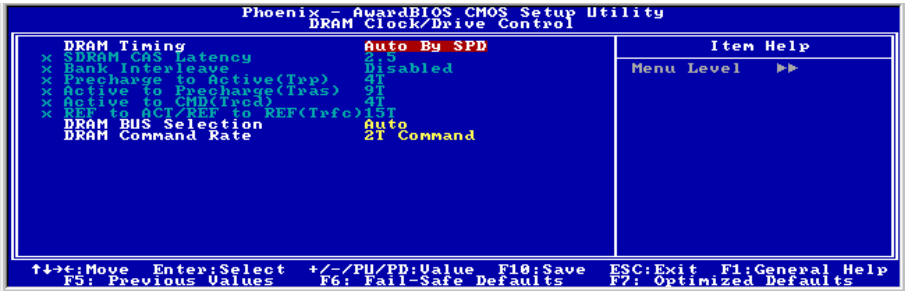 Phoenix - AwardBIOS CMOS Setup Utility
DRAM Clock/Drive Control
DRAM Timing Auto By SPD Item Help
x SDRAM CAS Latency 2.5
x Bank Interleave Disabled Menu Level ▶▶
x Precharge to Active(Trp) 4T
x Active to Precharge(Tras) 9T
x Active to CMD(Trcd) 4T
x REF to ACT/REF to REF(Trfc)15T
DRAM BUS Selection Auto
DRAM Command Rate 2T Command
↑↓→←:Move Enter:Select +/-/PU/PD:Value F10:Save ESC:Exit F1:General Help
F5: Previous Values F6: Fail-Safe Defaults F7: Optimized Defaults